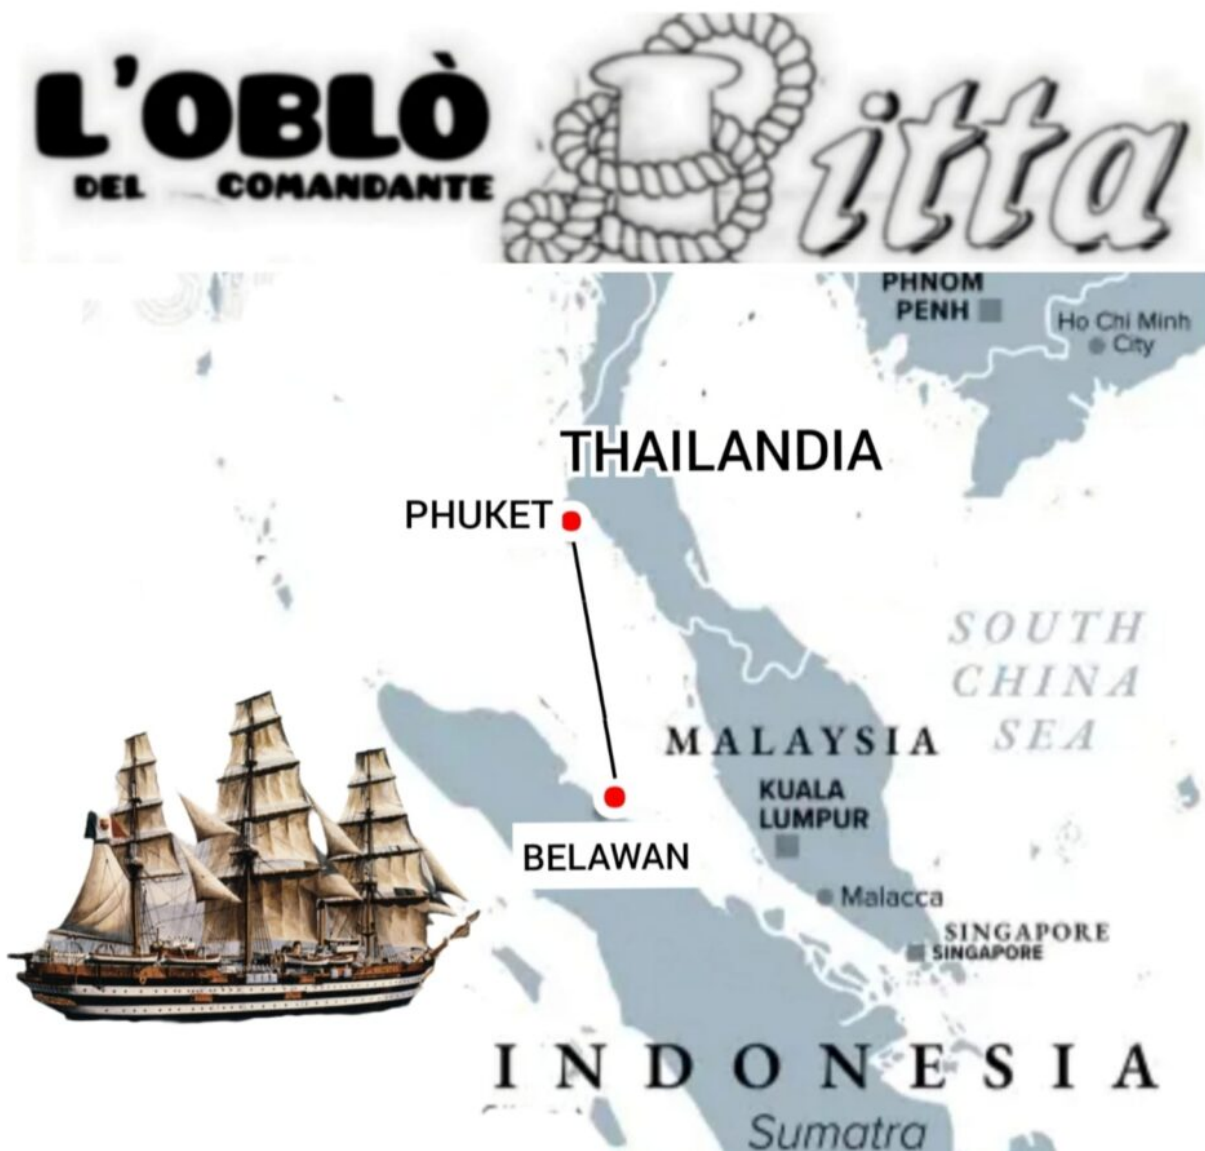 L'OBLÒ
DEL COMANDANTE
Bitta
PHNOM
PENH
Ho Chi Minh
City
THAILANDIA
PHUKET
SOUTH
CHINA
SEA
MALAYSIA
KUALA
LUMPUR
BELAWAN
Malacca
SINGAPORE
SINGAPORE
INDONESIA
Sumatra